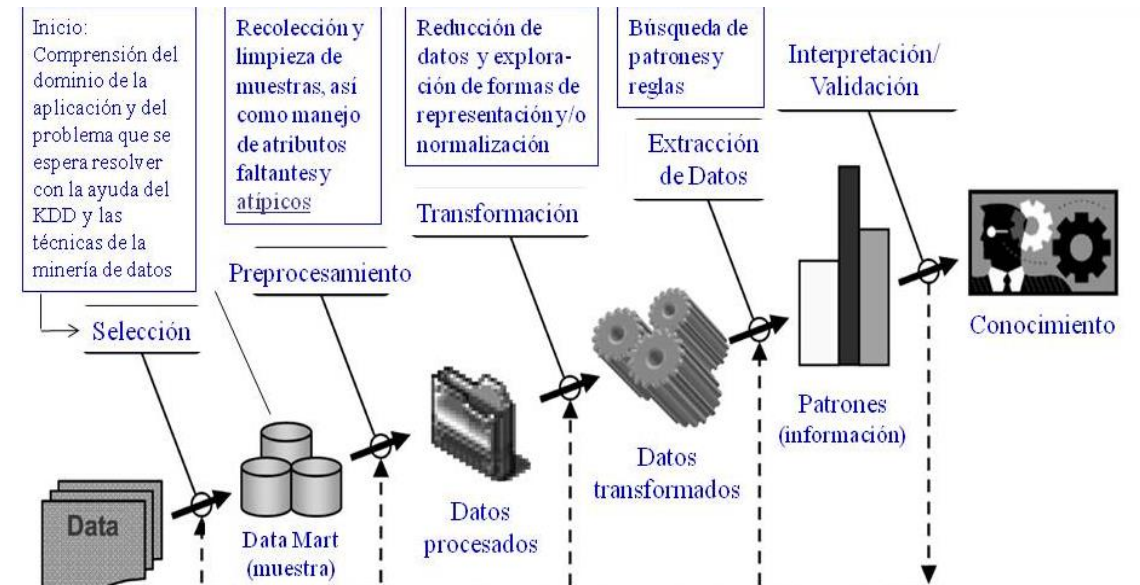 Inicio:
Comprensión del
dominio de la
aplicación y del
problema que se
espera resolver
con la ayuda del
KDD y las
técnicas de la
minería de datos
Recolección y
limpieza de
muestras, así
como manejo
de atributos
faltantes y
atípicos
Reducción de
datos y explora-
ción de formas de
representación y/o
normalización
Búsqueda de
patrones y
reglas
Interpretación/
Validación
Extracción
de Datos
Transformación
Preprocesamiento
Selección
Data
Data Mart
(muestra)
Datos
procesados
Datos
transformados
Patrones
(información)
Conocimiento